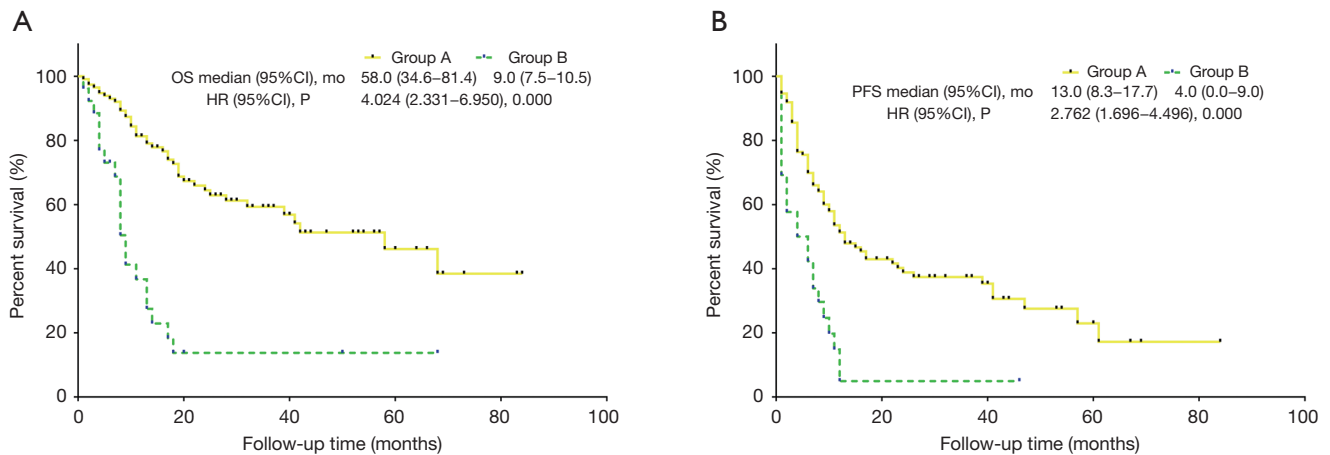 A
Group A Group B
OS median (95%CI), mo 58.0 (34.6–81.4) 9.0 (7.5–10.5)
HR (95%CI), P 4.024 (2.331–6.950), 0.000
Percent survival (%)
100
80
60
40
20
0
0 20 40 60 80 100
Follow-up time (months)
B
Group A Group B
PFS median (95%CI), mo 13.0 (8.3–17.7) 4.0 (0.0–9.0)
HR (95%CI), P 2.762 (1.696–4.496), 0.000
Percent survival (%)
100
80
60
40
20
0
0 20 40 60 80 100
Follow-up time (months)